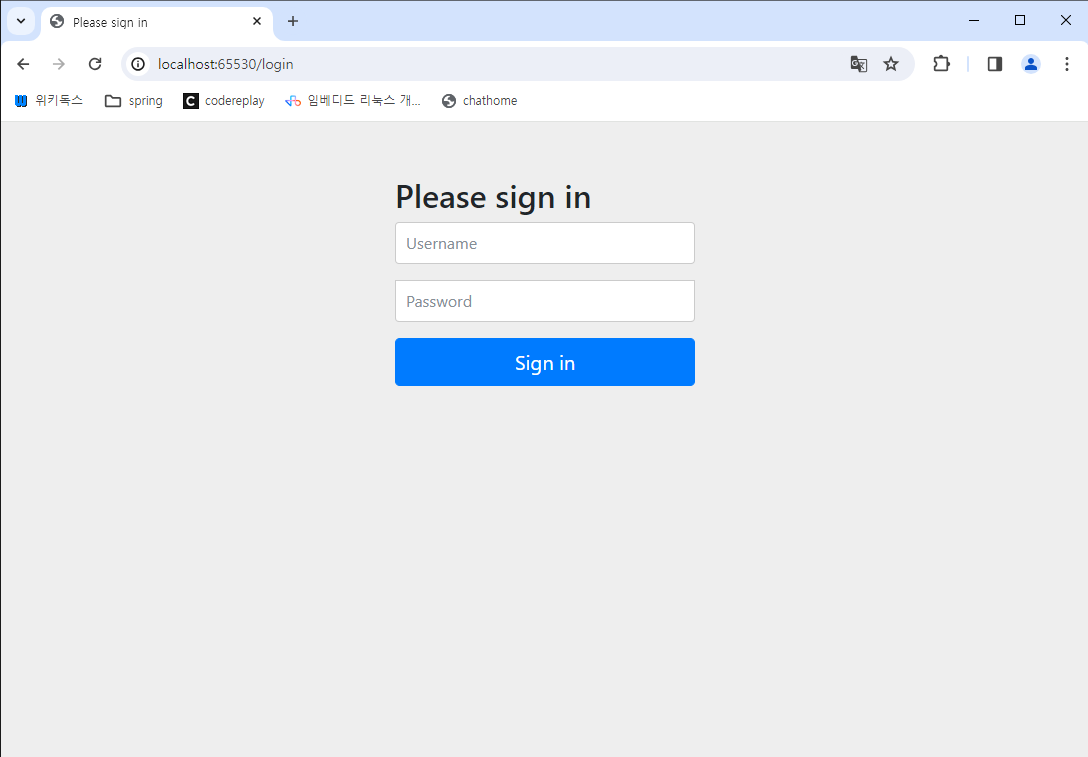 Please sign in
localhost:65530/login
위키독스 spring codereplay 임베디드 리눅스 개... chathome
Please sign in
Username
Password
Sign in